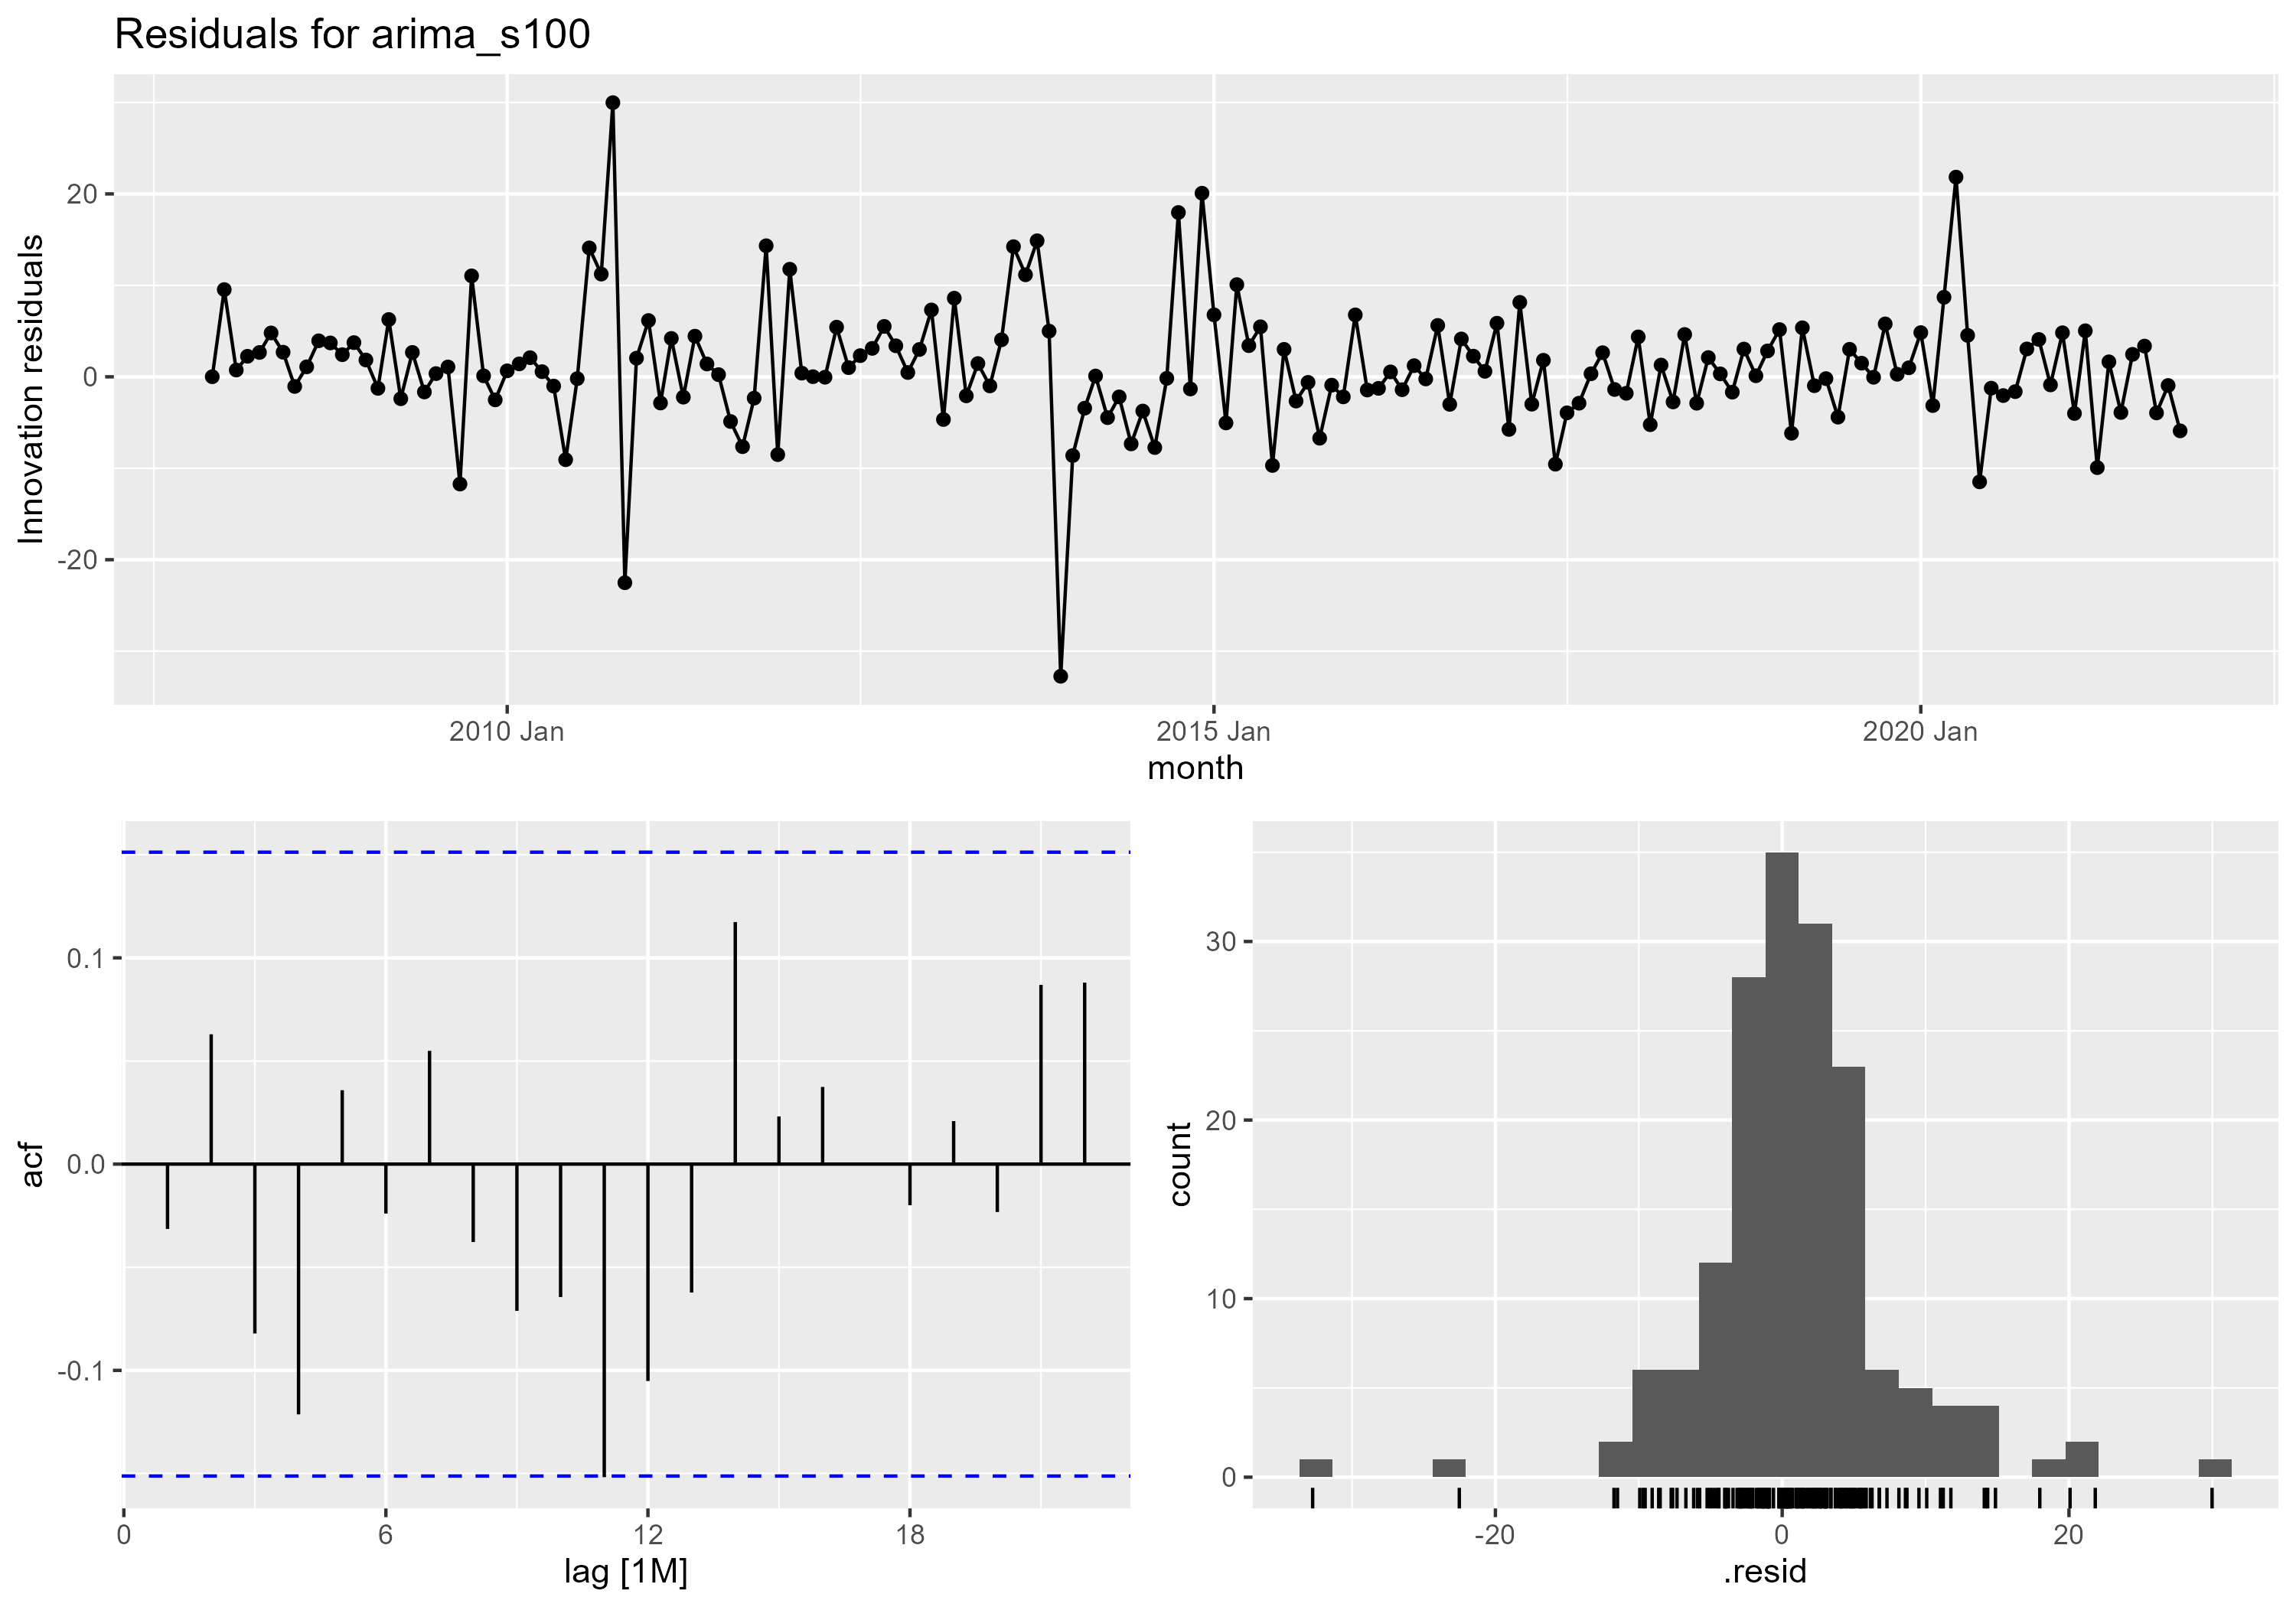 Residuals for arima_s100
Innovation residuals
20
0
-20
2010 Jan
2015 Jan
2020 Jan
month
acf
0.1
0.0
-0.1
0
6
12
18
lag [1M]
count
30
20
10
0
-20
0
20
.resid